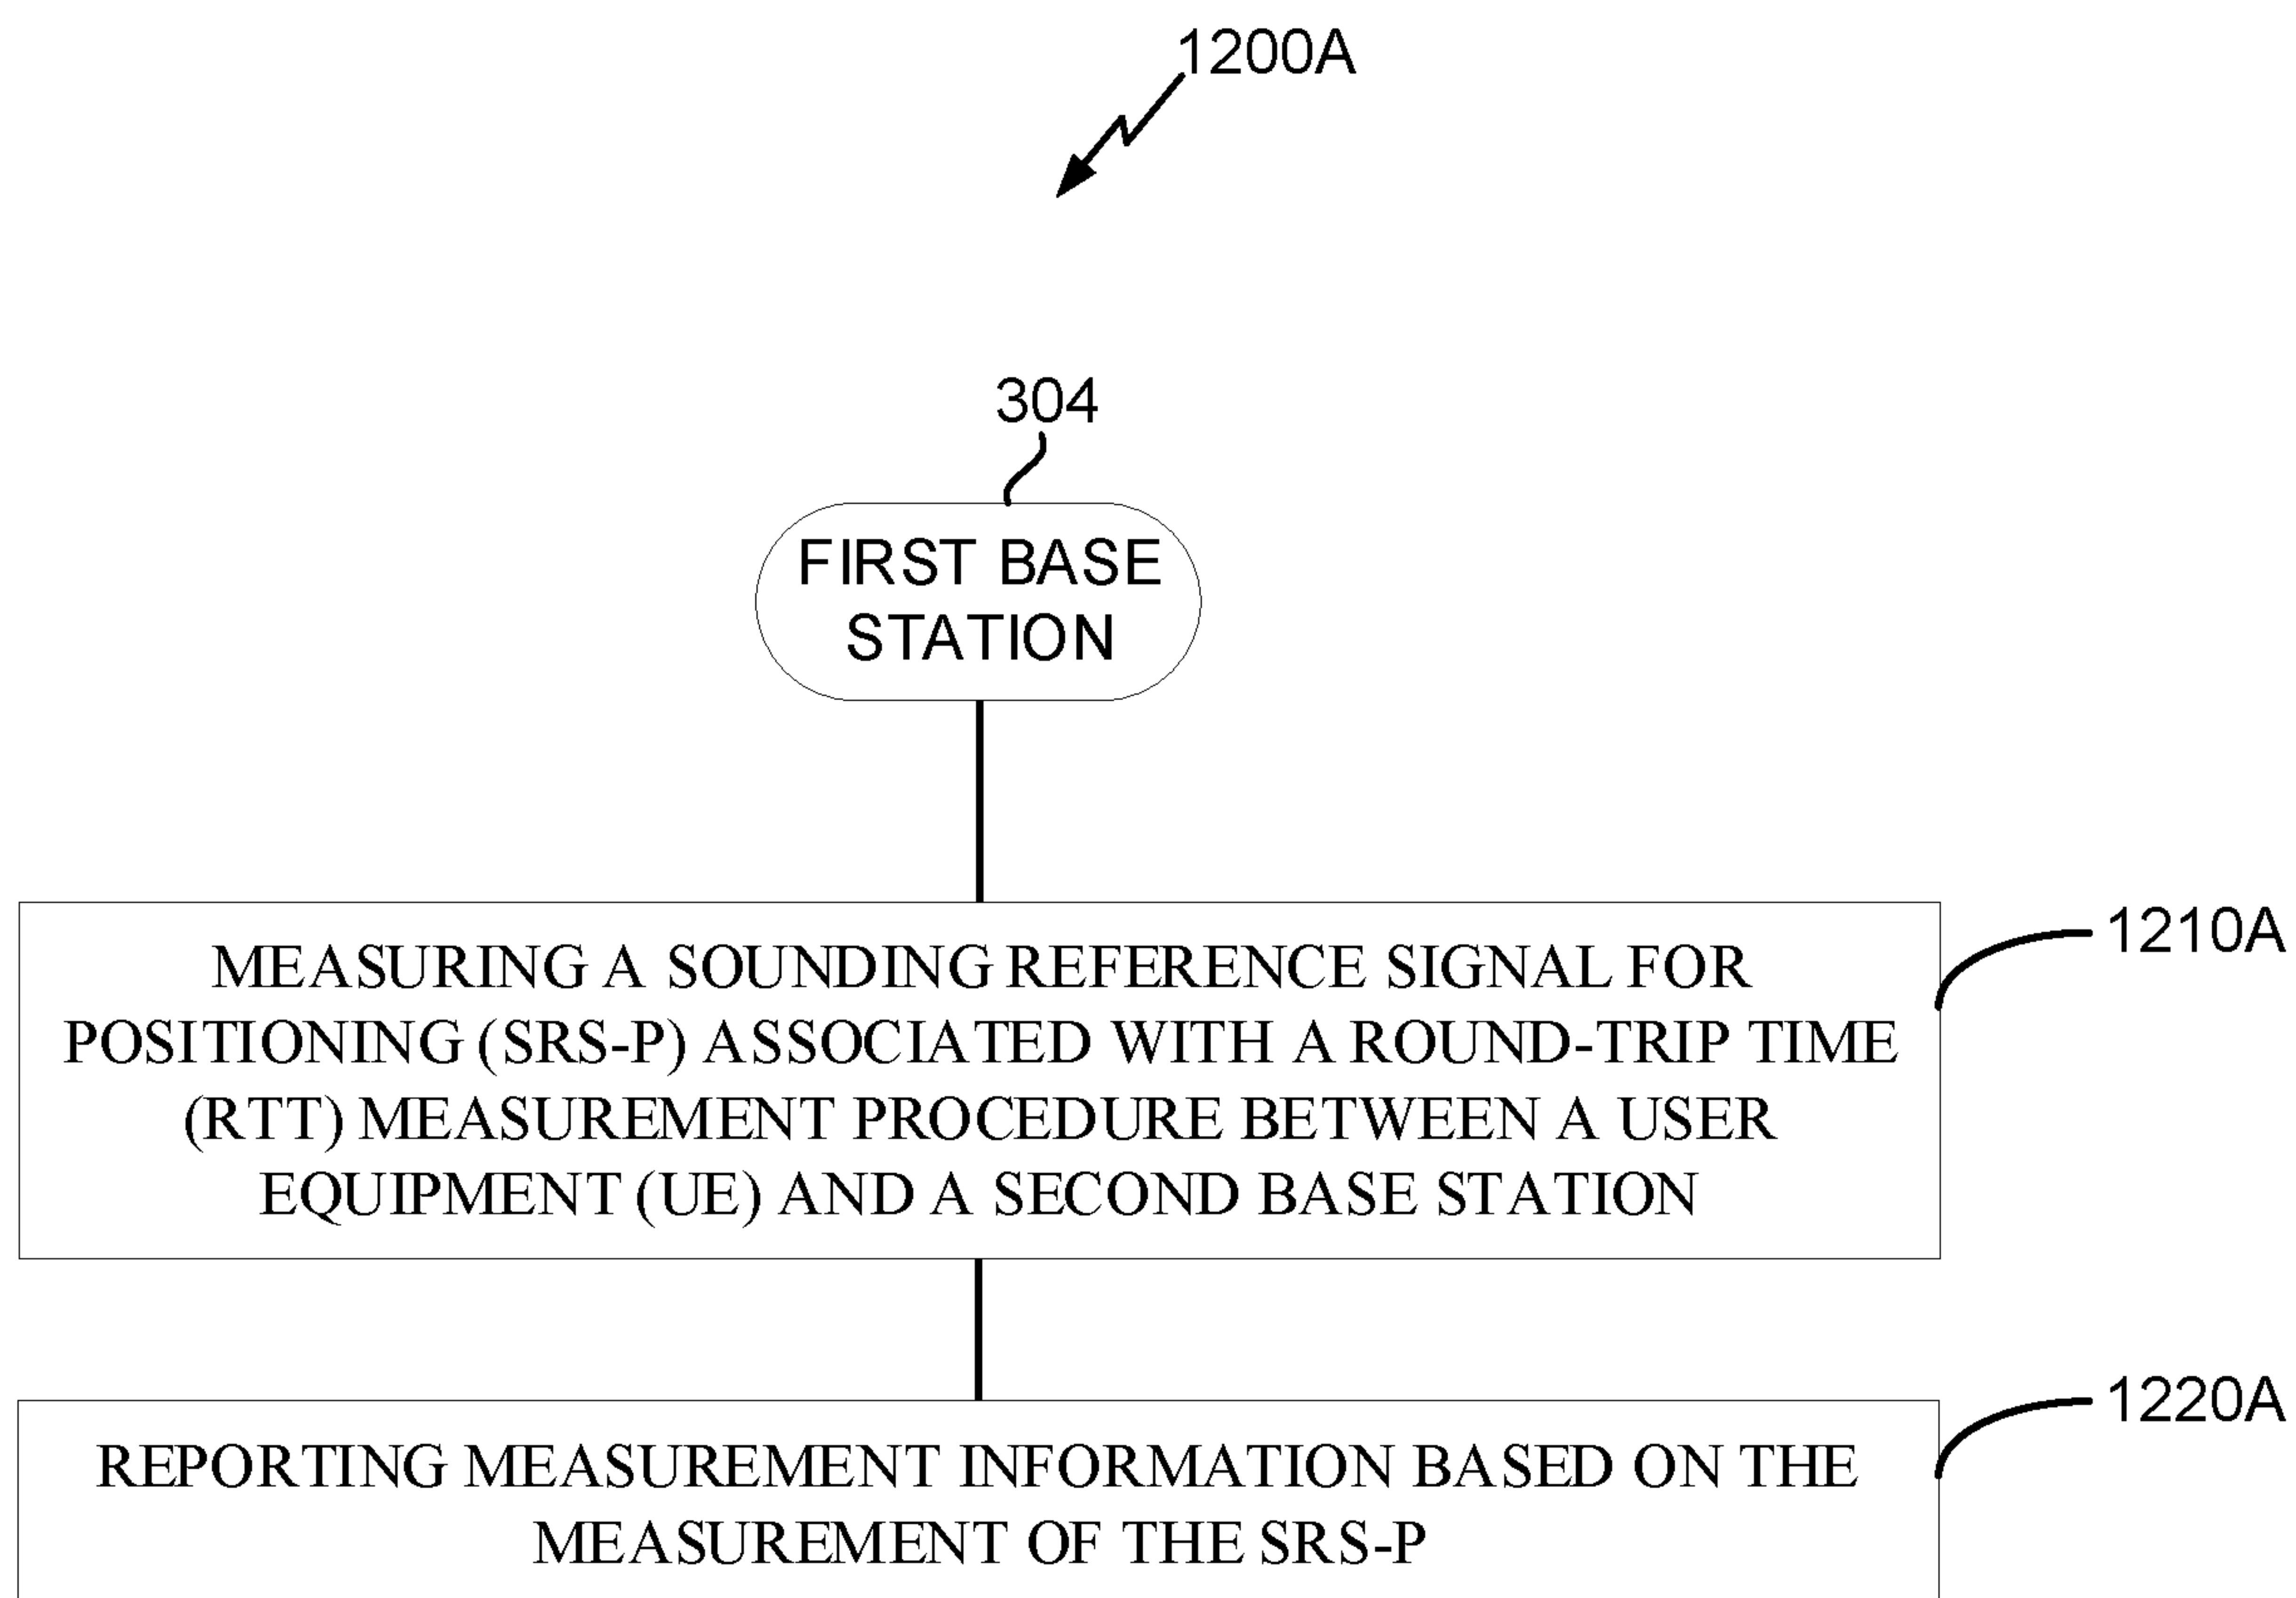 1200A
304
FIRST BASE
STATION
1210A
MEASURING A SOUNDING REFERENCE SIGNAL FOR
POSITIONING (SRS-P) ASSOCIATED WITH A ROUND-TRIP TIME
(RTT) MEASUREMENT PROCEDURE BETWEEN A USER
EQUIPMENT (UE) AND A SECOND BASE STATION
1220A
REPORTING MEASUREMENT INFORMATION BASED ON THE
MEASUREMENT OF THE SRS-P